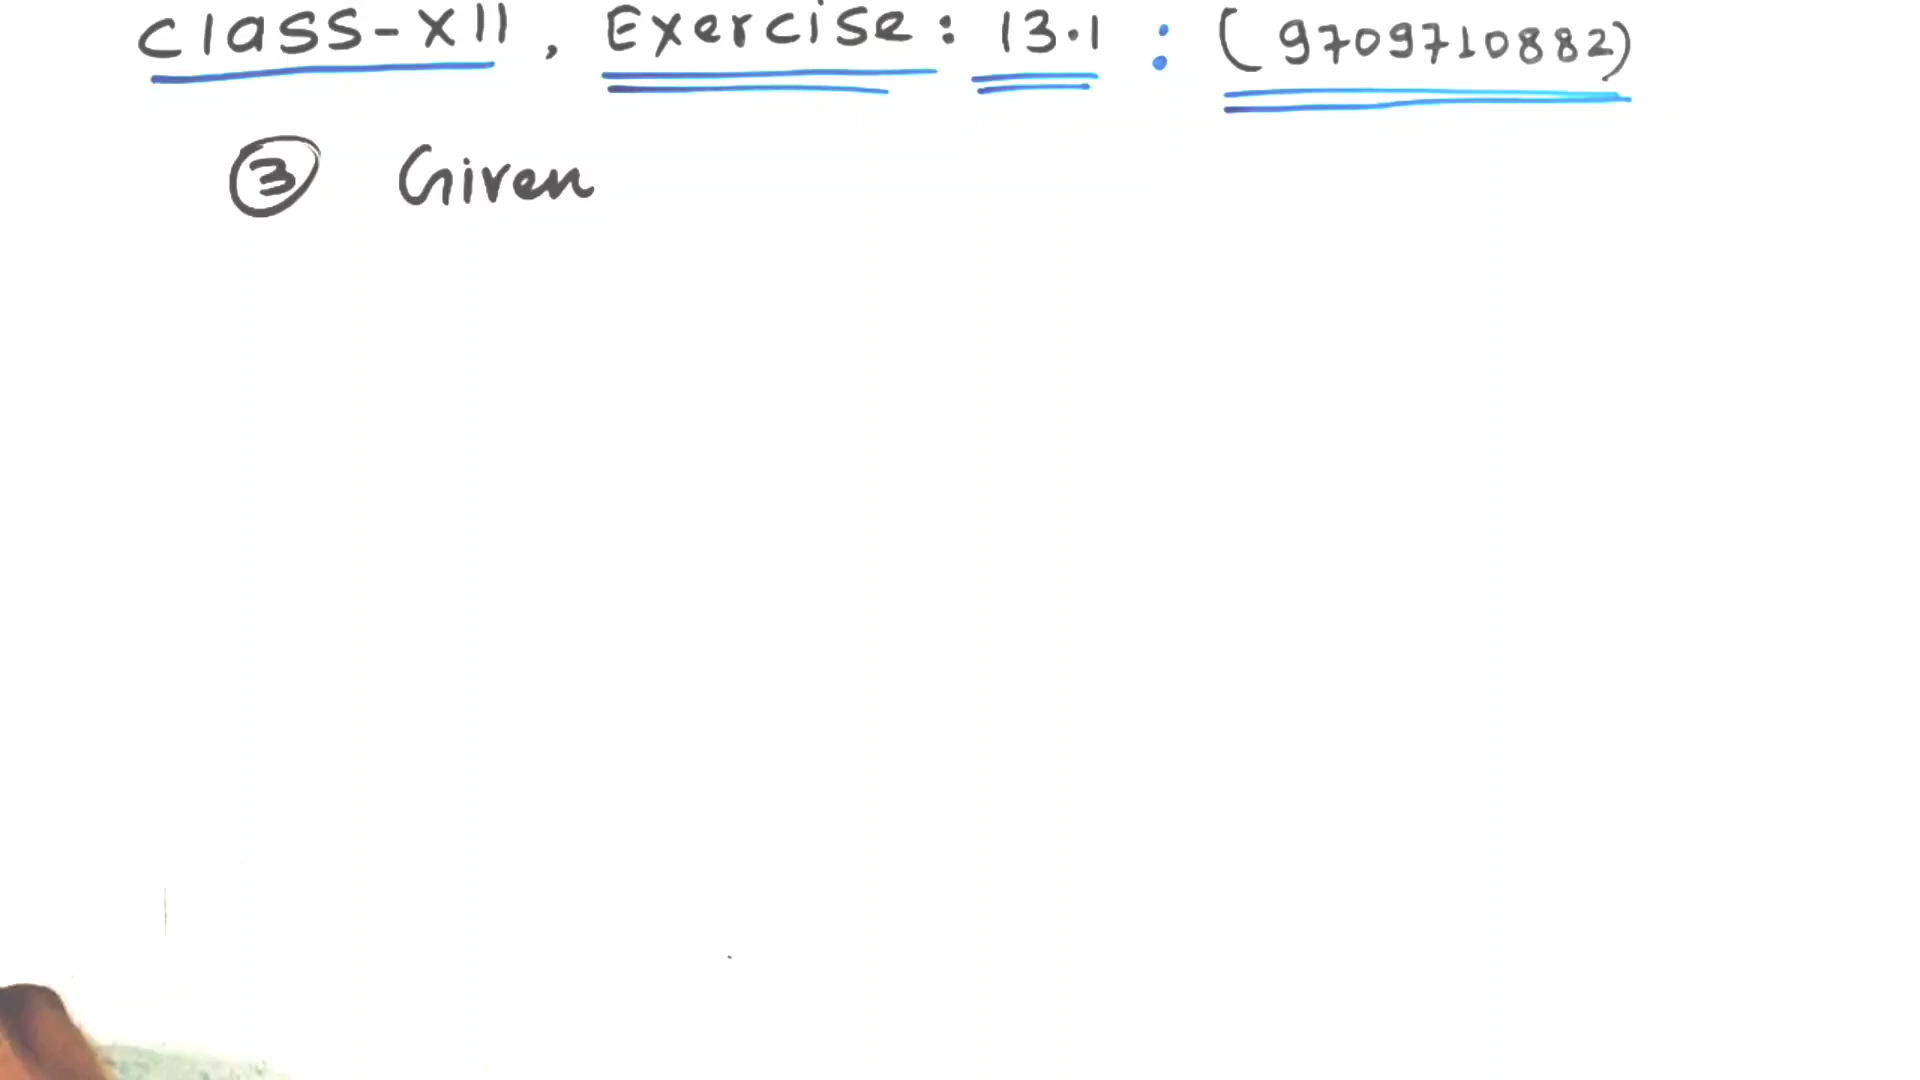 Class-XII, Exercise: 13.1 : (9709710882)
③ Given